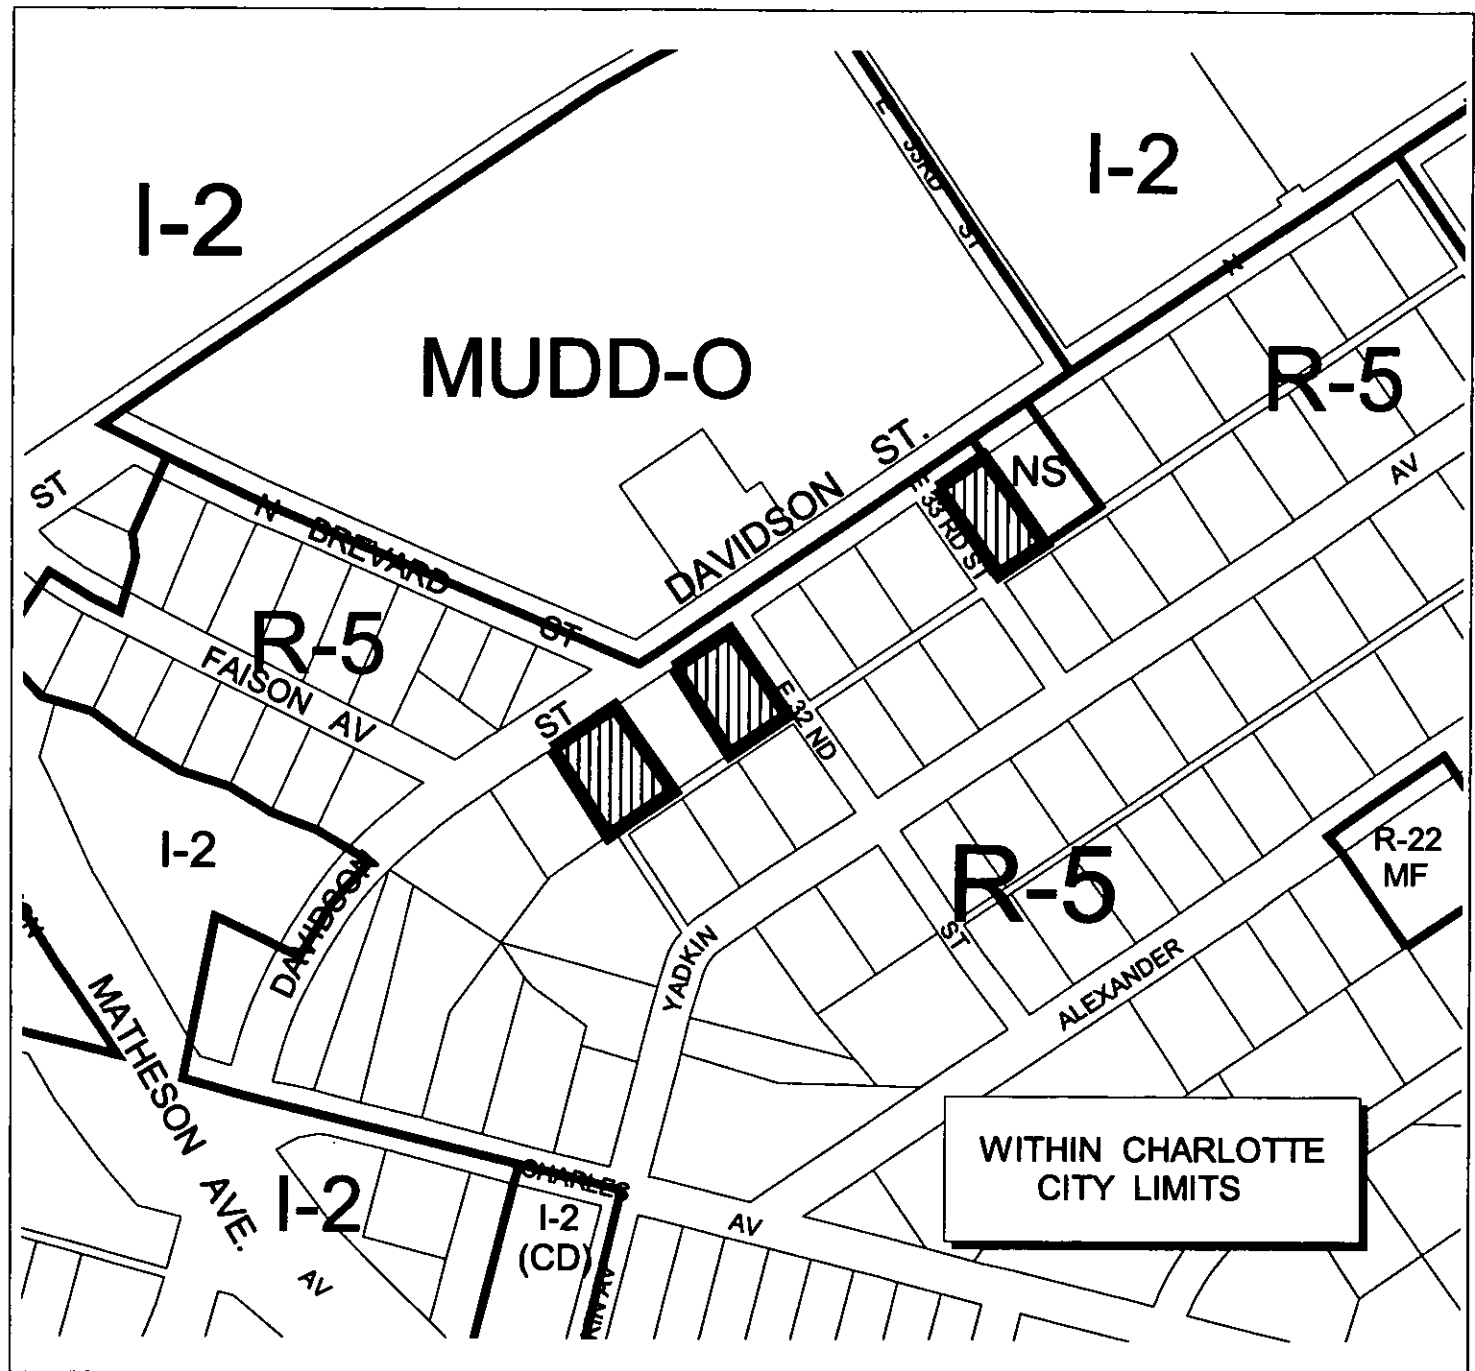 I-2
E 33RD ST
I-2
N
MUDD-O
R-5
DAVIDSON ST.
NS
AV
ST
N BREVARD ST
E 33 RD ST
R-5
FAISON AV
ST
E 32 ND
I-2
R-22
MF
DAVIDSON
R-5
N
YADKIN
ST
ALEXANDER
MATHESON AVE.
WITHIN CHARLOTTE
CITY LIMITS
I-2
CHARLES
AV
I-2
(CD)
AV
KIN AV